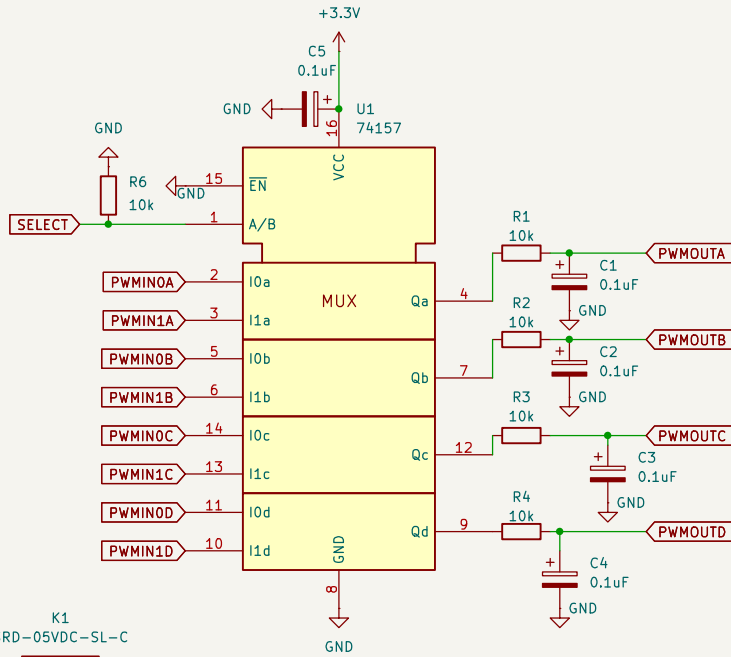 +3.3V
C5
0.1uF
GND
U1
74157
16
VCC
GND
R6
10k
GND
15
EN
SELECT
1
A/B
MUX
PWMIN0A
2
I0a
PWMIN1A
3
I1a
PWMIN0B
5
I0b
PWMIN1B
6
I1b
PWMIN0C
14
I0c
PWMIN1C
13
I1c
PWMIN0D
11
I0d
PWMIN1D
10
I1d
Qa
4
R1
10k
PWMOUTA
C1
0.1uF
GND
Qb
7
R2
10k
PWMOUTB
C2
0.1uF
GND
Qc
12
R3
10k
PWMOUTC
C3
0.1uF
GND
Qd
9
R4
10k
PWMOUTD
C4
0.1uF
GND
GND
8
GND
K1
RD-05VDC-SL-C